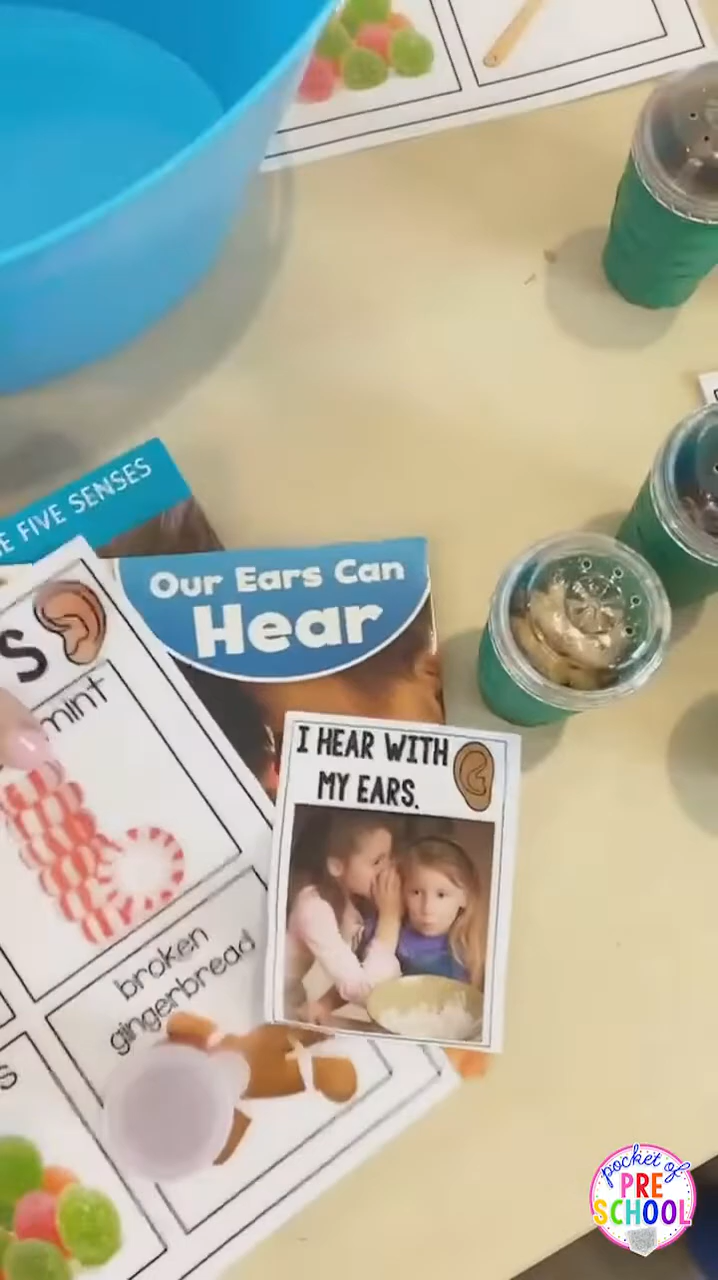 FIVE SENSES
Our Ears Can
Hear
S
mint
I HEAR WITH
MY EARS.
broken
gingerbread
s
pocket of
PRE
SCHOOL